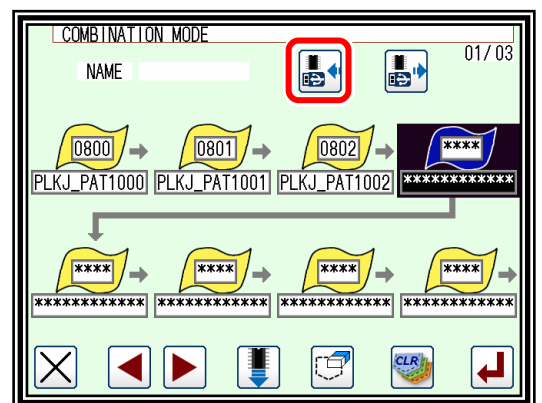 COMBINATION MODE
NAME
01/03
0800 0801 0802 ****
PLKJ_PAT1000 PLKJ_PAT1001 PLKJ_PAT1002 ************
**** **** **** ****
************ ************ ************ ************
CLR